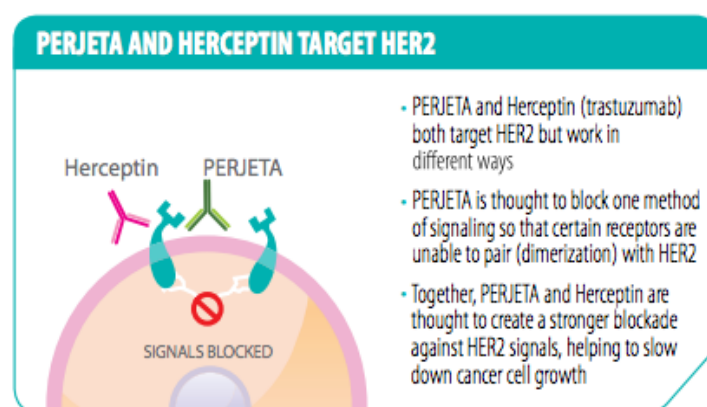 PERJETA AND HERCEPTIN TARGET HER2
Herceptin PERJETA
SIGNALS BLOCKED
• PERJETA and Herceptin (trastuzumab)
both target HER2 but work in
different ways
• PERJETA is thought to block one method
of signaling so that certain receptors are
unable to pair (dimerization) with HER2
• Together, PERJETA and Herceptin are
thought to create a stronger blockade
against HER2 signals, helping to slow
down cancer cell growth